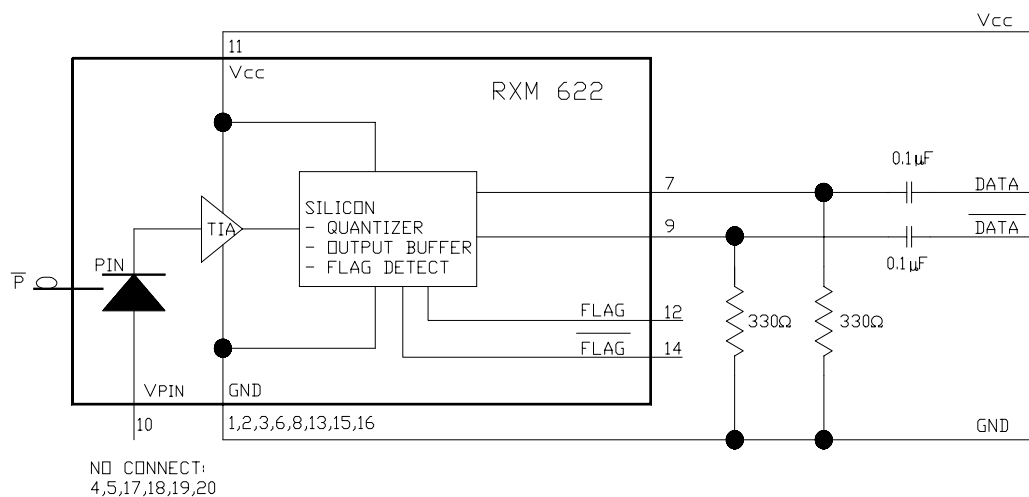 Vcc
11
Vcc
RXM 622
0.1µF
7
DATA
SILICON
- QUANTIZER
- OUTPUT BUFFER
- FLAG DETECT
TIA
9
DATA
0.1µF
PIN
P
FLAG
12
330Ω
330Ω
FLAG
14
VPIN
GND
10
1,2,3,6,8,13,15,16
GND
NO CONNECT:
4,5,17,18,19,20